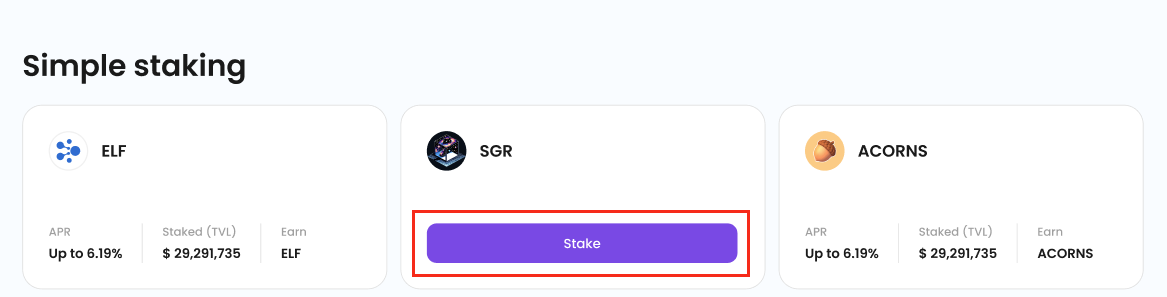 Simple staking
ELF
APR
Up to 6.19%
Staked (TVL)
$ 29,291,735
Earn
ELF
SGR
Stake
ACORNS
APR
Up to 6.19%
Staked (TVL)
$ 29,291,735
Earn
ACORNS